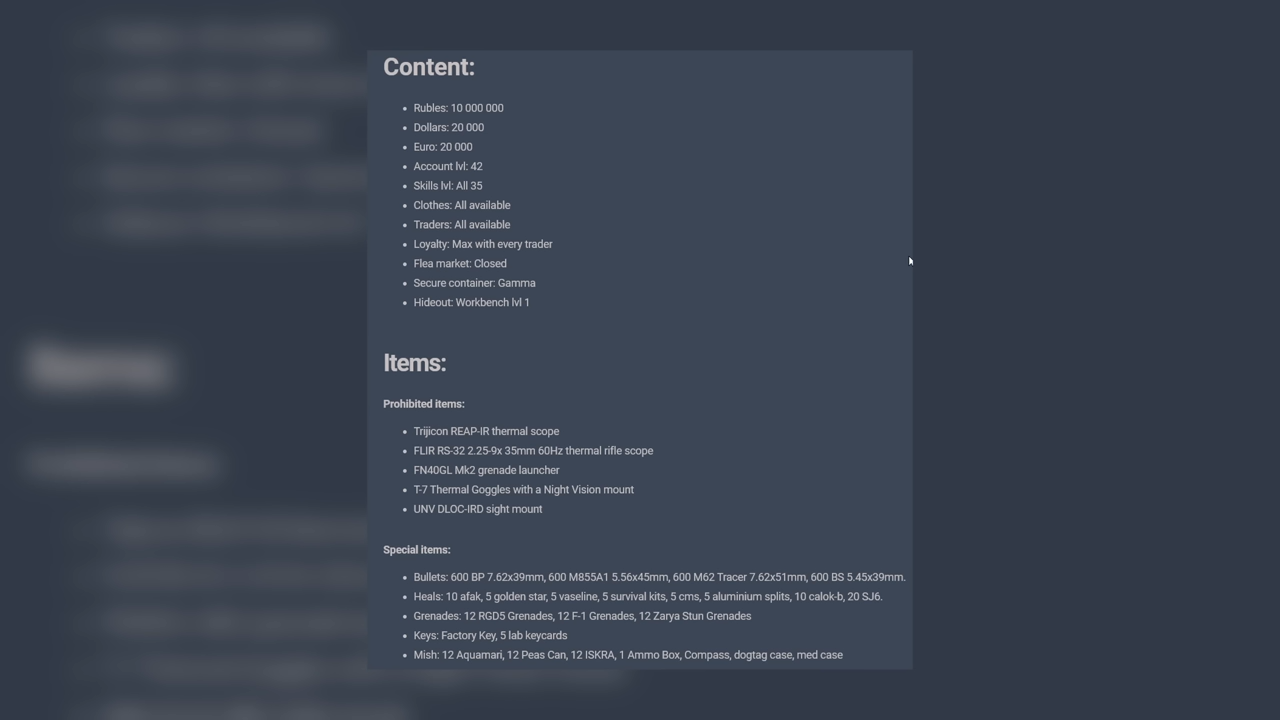 Content:
Rubles: 10 000 000
Dollars: 20 000
Euro: 20 000
Account lvl: 42
Skills lvl: All 35
Clothes: All available
Traders: All available
Loyalty: Max with every trader
Flea market: Closed
Secure container: Gamma
Hideout: Workbench lvl 1
Items:
Prohibited items:
Trijicon REAP-IR thermal scope
FLIR RS-32 2.25-9x 35mm 60Hz thermal rifle scope
FN40GL Mk2 grenade launcher
T-7 Thermal Goggles with a Night Vision mount
UNV DLOC-IRD sight mount
Special items:
Bullets: 600 BP 7.62x39mm, 600 M855A1 5.56x45mm, 600 M62 Tracer 7.62x51mm, 600 BS 5.45x39mm.
Heals: 10 afak, 5 golden star, 5 vaseline, 5 survival kits, 5 cms, 5 aluminium splits, 10 calok-b, 20 SJ6.
Grenades: 12 RGD5 Grenades, 12 F-1 Grenades, 12 Zarya Stun Grenades
Keys: Factory Key, 5 lab keycards
Mish: 12 Aquamari, 12 Peas Can, 12 ISKRA, 1 Ammo Box, Compass, dogtag case, med case